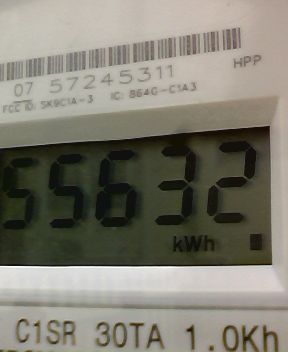 07 57245311
HPP
FCC ID: SK9C1A-3 IC: 864G-C1A3
55632
kWh
C1SR 30TA 1.0Kh